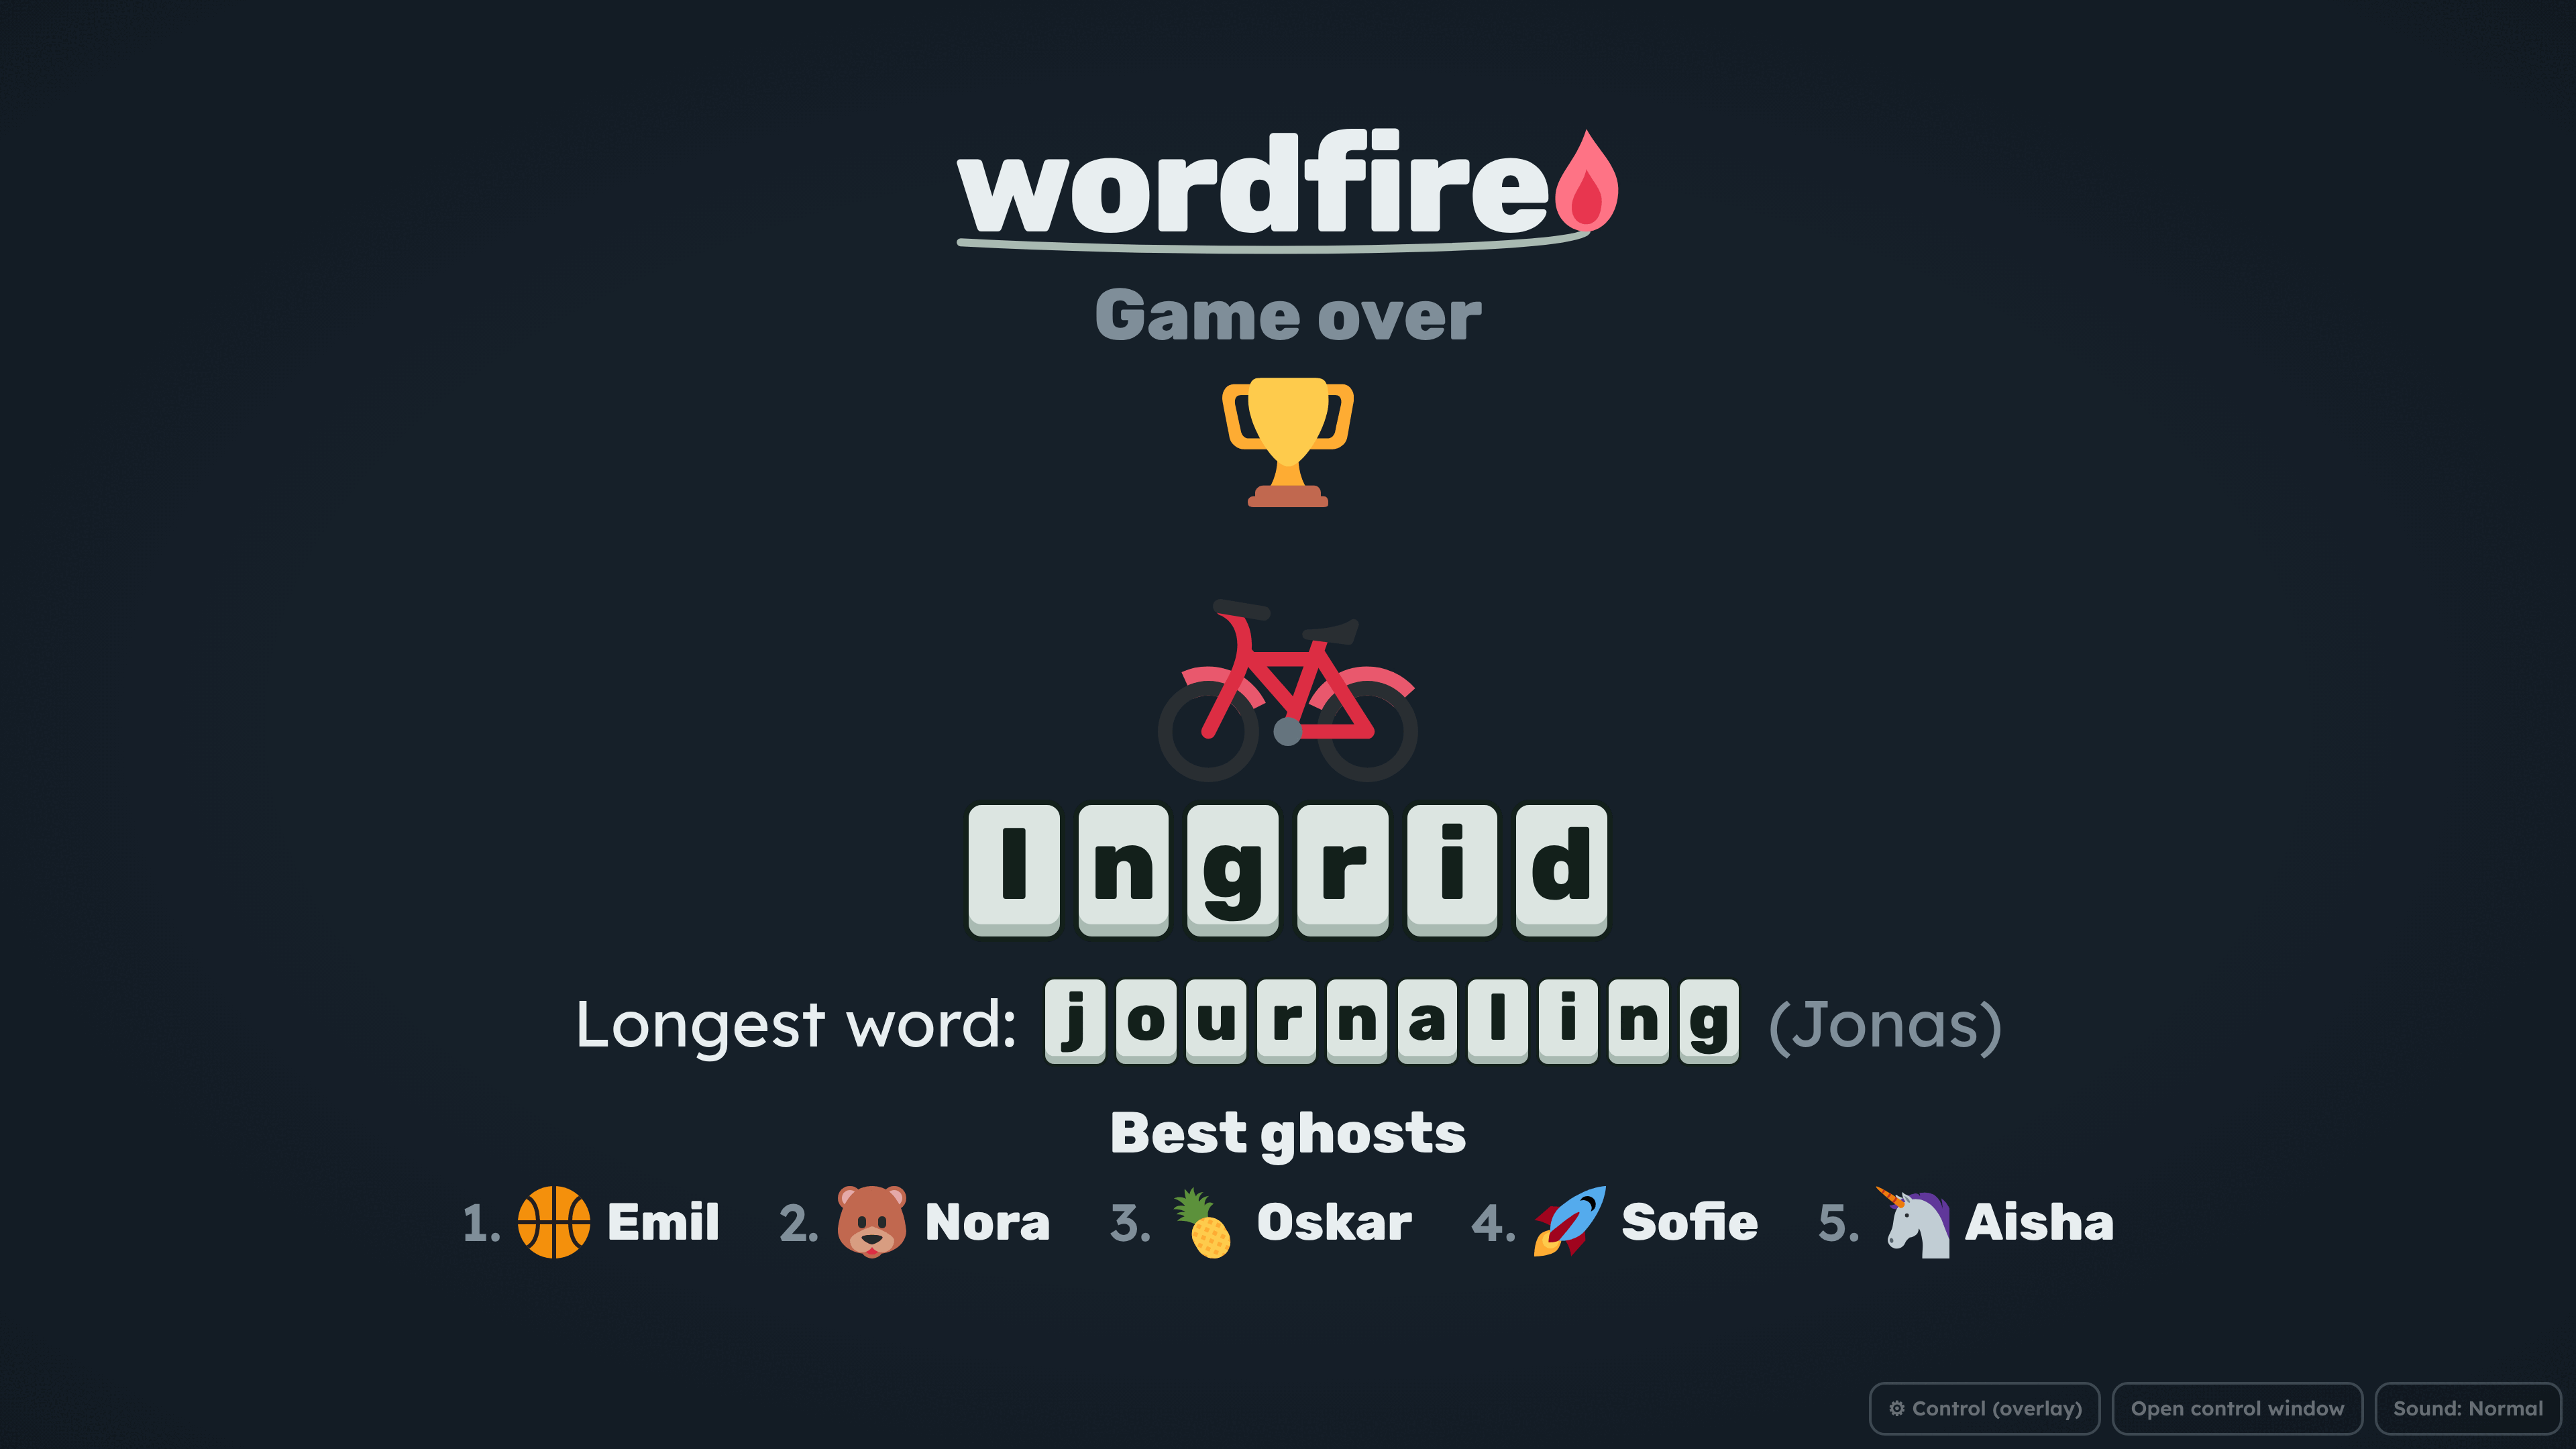 wordfire
Game over
Ingrid
Longest word: journaling (Jonas)
Best ghosts
1. Emil 2. Nora 3. Oskar 4. Sofie 5. Aisha
Control (overlay) Open control window Sound: Normal